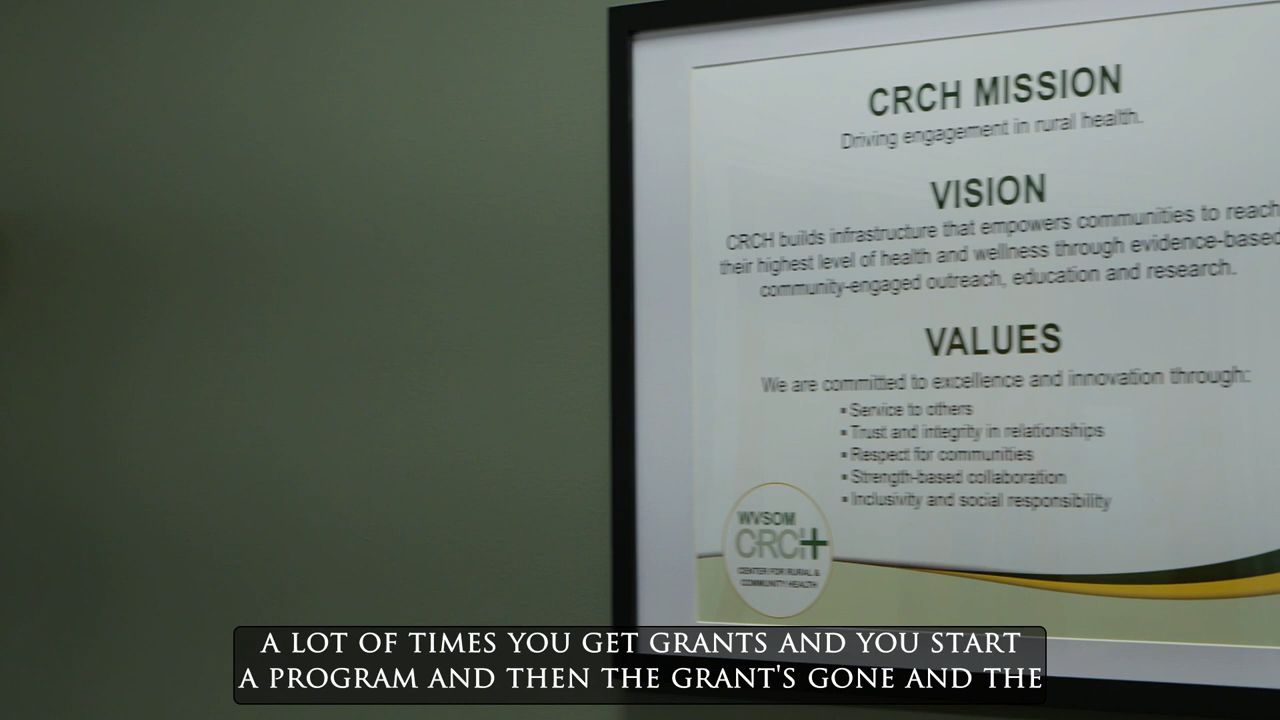 CRCH MISSION
Driving engagement in rural health.
VISION
CRCH builds infrastructure that empowers communities to reach
their highest level of health and wellness through evidence-based
community-engaged outreach, education and research.
VALUES
We are committed to excellence and innovation through:
▪ Service to others
▪ Trust and integrity in relationships
▪ Respect for communities
▪ Strength-based collaboration
▪ Inclusivity and social responsibility
WVSOM
CRCH
CENTER FOR RURAL &
COMMUNITY HEALTH
A LOT OF TIMES YOU GET GRANTS AND YOU START
A PROGRAM AND THEN THE GRANT'S GONE AND THE